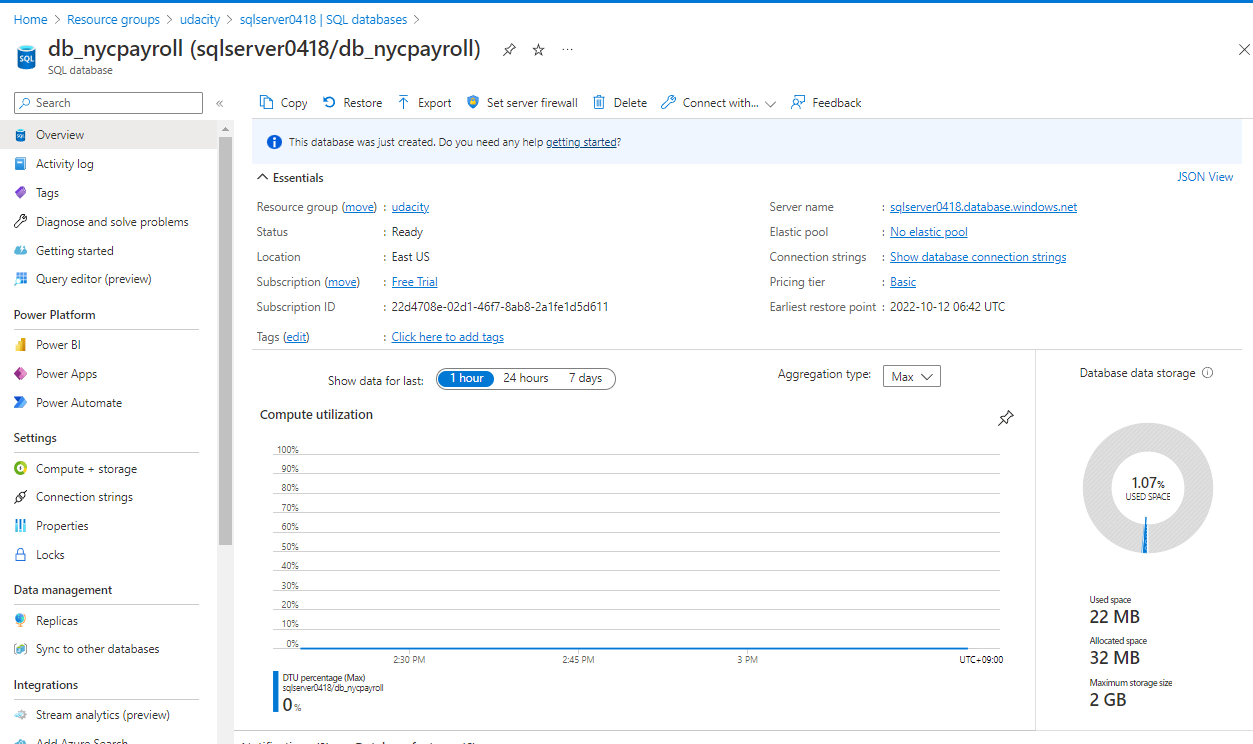 Home > Resource groups > udacity > sqlserver0418 | SQL databases >
db_nycpayroll (sqlserver0418/db_nycpayroll)
SQL database
Search
Overview
Activity log
Tags
Diagnose and solve problems
Getting started
Query editor (preview)
Power Platform
Power BI
Power Apps
Power Automate
Settings
Compute + storage
Connection strings
Properties
Locks
Data management
Replicas
Sync to other databases
Integrations
Stream analytics (preview)
Add Azure Search
Copy Restore Export Set server firewall Delete Connect with... Feedback
This database was just created. Do you need any help getting started?
Essentials
JSON View
Resource group (move) : udacity
Status : Ready
Location : East US
Subscription (move) : Free Trial
Subscription ID : 22d4708e-02d1-46f7-8ab8-2a1fe1d5d611
Tags (edit) : Click here to add tags
Server name : sqlserver0418.database.windows.net
Elastic pool : No elastic pool
Connection strings : Show database connection strings
Pricing tier : Basic
Earliest restore point : 2022-10-12 06:42 UTC
Show data for last: 1 hour 24 hours 7 days
Aggregation type: Max
Compute utilization
100%
90%
80%
70%
60%
50%
40%
30%
20%
10%
0%
2:30 PM 2:45 PM 3 PM UTC+09:00
DTU percentage (Max)
sqlserver0418/db_nycpayroll
0%
Database data storage
1.07%
USED SPACE
Used space
22 MB
Allocated space
32 MB
Maximum storage size
2 GB